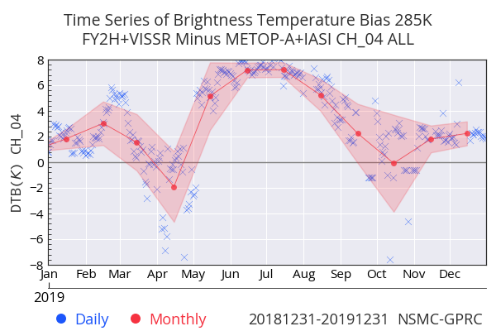 Time Series of Brightness Temperature Bias 285K
FY2H+VISSR Minus METOP-A+IASI CH_04 ALL
DTB(K) CH_04
8
6
4
2
0
−2
−4
−6
−8
Jan Feb Mar Apr May Jun Jul Aug Sep Oct Nov Dec
2019
Daily Monthly 20181231-20191231 NSMC-GPRC